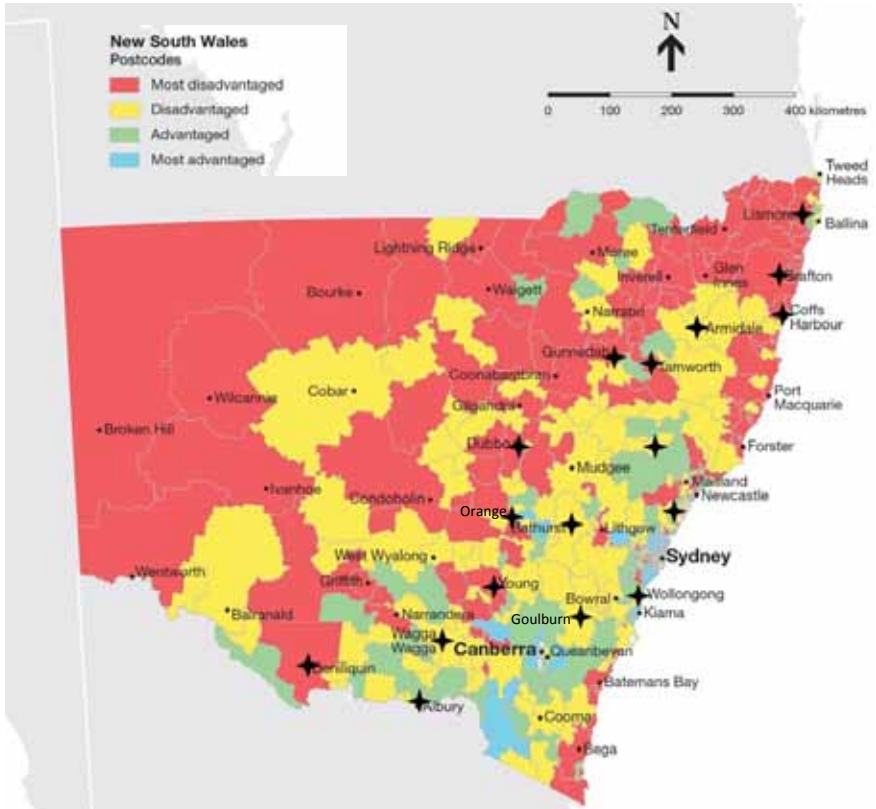 New South Wales
Postcodes
Most disadvantaged
Disadvantaged
Advantaged
Most advantaged
N
0 100 200 300 400 kilometres
Tweed
Heads
Lismore
Ballina
Tenterfield
Lightning Ridge
Moree
Glen
Innes
Inverell
Grafton
Bourke
Walgett
Narrabri
Coffs
Harbour
Armidale
Gunnedah
Tamworth
Coonabarabran
Cobar
Wilcannia
Gilgandra
Port
Macquarie
Broken Hill
Dubbo
Forster
Mudgee
Maitland
Newcastle
Ivanhoe
Condobolin
Orange
Bathurst
Lithgow
Sydney
West Wyalong
Wentworth
Griffith
Young
Bowral
Wollongong
Kiama
Balranald
Narrandera
Goulburn
Wagga
Wagga
Canberra
Queanbeyan
Deniliquin
Batemans Bay
Albury
Cooma
Bega